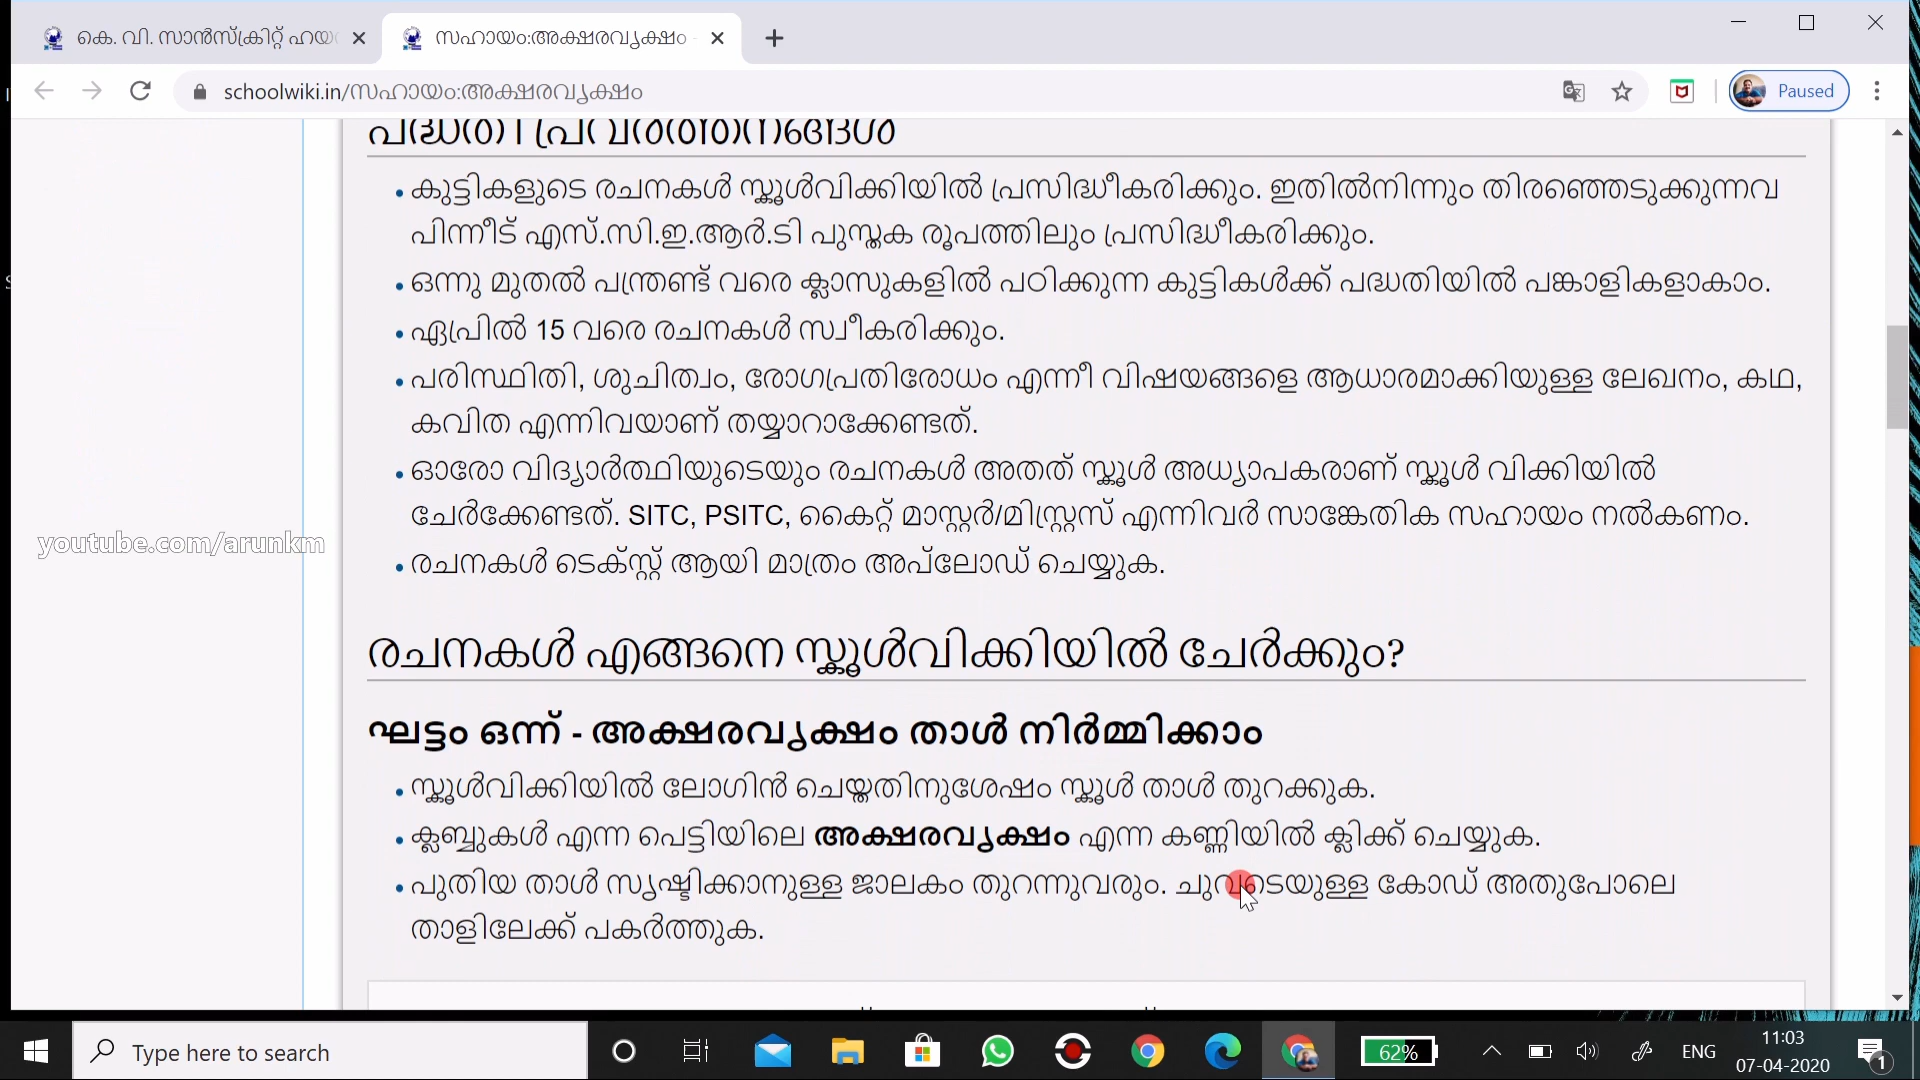 കെ. വി. സാൻസ്ക്രിറ്റ് ഹയ
സഹായം:അക്ഷരവൃക്ഷം -
schoolwiki.in/സഹായം:അക്ഷരവൃക്ഷം
Paused
പദ്ധതി പ്രവർത്തനങ്ങൾ
കുട്ടികളുടെ രചനകൾ സ്കൂൾവിക്കിയിൽ പ്രസിദ്ധീകരിക്കും. ഇതിൽനിന്നും തിരഞ്ഞെടുക്കുന്നവ
പിന്നീട് എസ്.സി.ഇ.ആർ.ടി പുസ്തക രൂപത്തിലും പ്രസിദ്ധീകരിക്കും.
ഒന്നു മുതൽ പന്ത്രണ്ട് വരെ ക്ലാസുകളിൽ പഠിക്കുന്ന കുട്ടികൾക്ക് പദ്ധതിയിൽ പങ്കാളികളാകാം.
ഏപ്രിൽ 15 വരെ രചനകൾ സ്വീകരിക്കും.
പരിസ്ഥിതി, ശുചിത്വം, രോഗപ്രതിരോധം എന്നീ വിഷയങ്ങളെ ആധാരമാക്കിയുള്ള ലേഖനം, കഥ,
കവിത എന്നിവയാണ് തയ്യാറാക്കേണ്ടത്.
ഓരോ വിദ്യാർത്ഥിയുടെയും രചനകൾ അതത് സ്കൂൾ അധ്യാപകരാണ് സ്കൂൾ വിക്കിയിൽ
ചേർക്കേണ്ടത്. SITC, PSITC, കൈറ്റ് മാസ്റ്റർ/മിസ്ട്രസ് എന്നിവർ സാങ്കേതിക സഹായം നൽകണം.
youtube.com/arunkm
രചനകൾ ടെക്സ്റ്റ് ആയി മാത്രം അപ്‌ലോഡ് ചെയ്യുക.
രചനകൾ എങ്ങനെ സ്കൂൾവിക്കിയിൽ ചേർക്കും?
ഘട്ടം ഒന്ന് - അക്ഷരവൃക്ഷം താൾ നിർമ്മിക്കാം
സ്കൂൾവിക്കിയിൽ ലോഗിൻ ചെയ്തതിനുശേഷം സ്കൂൾ താൾ തുറക്കുക.
ക്ലബ്ബുകൾ എന്ന പെട്ടിയിലെ അക്ഷരവൃക്ഷം എന്ന കണ്ണിയിൽ ക്ലിക്ക് ചെയ്യുക.
പുതിയ താൾ സൃഷ്ടിക്കാനുള്ള ജാലകം തുറന്നുവരും. ചുവടെയുള്ള കോഡ് അതുപോലെ
താളിലേക്ക് പകർത്തുക.
Type here to search
62%
ENG
11:03
07-04-2020
1